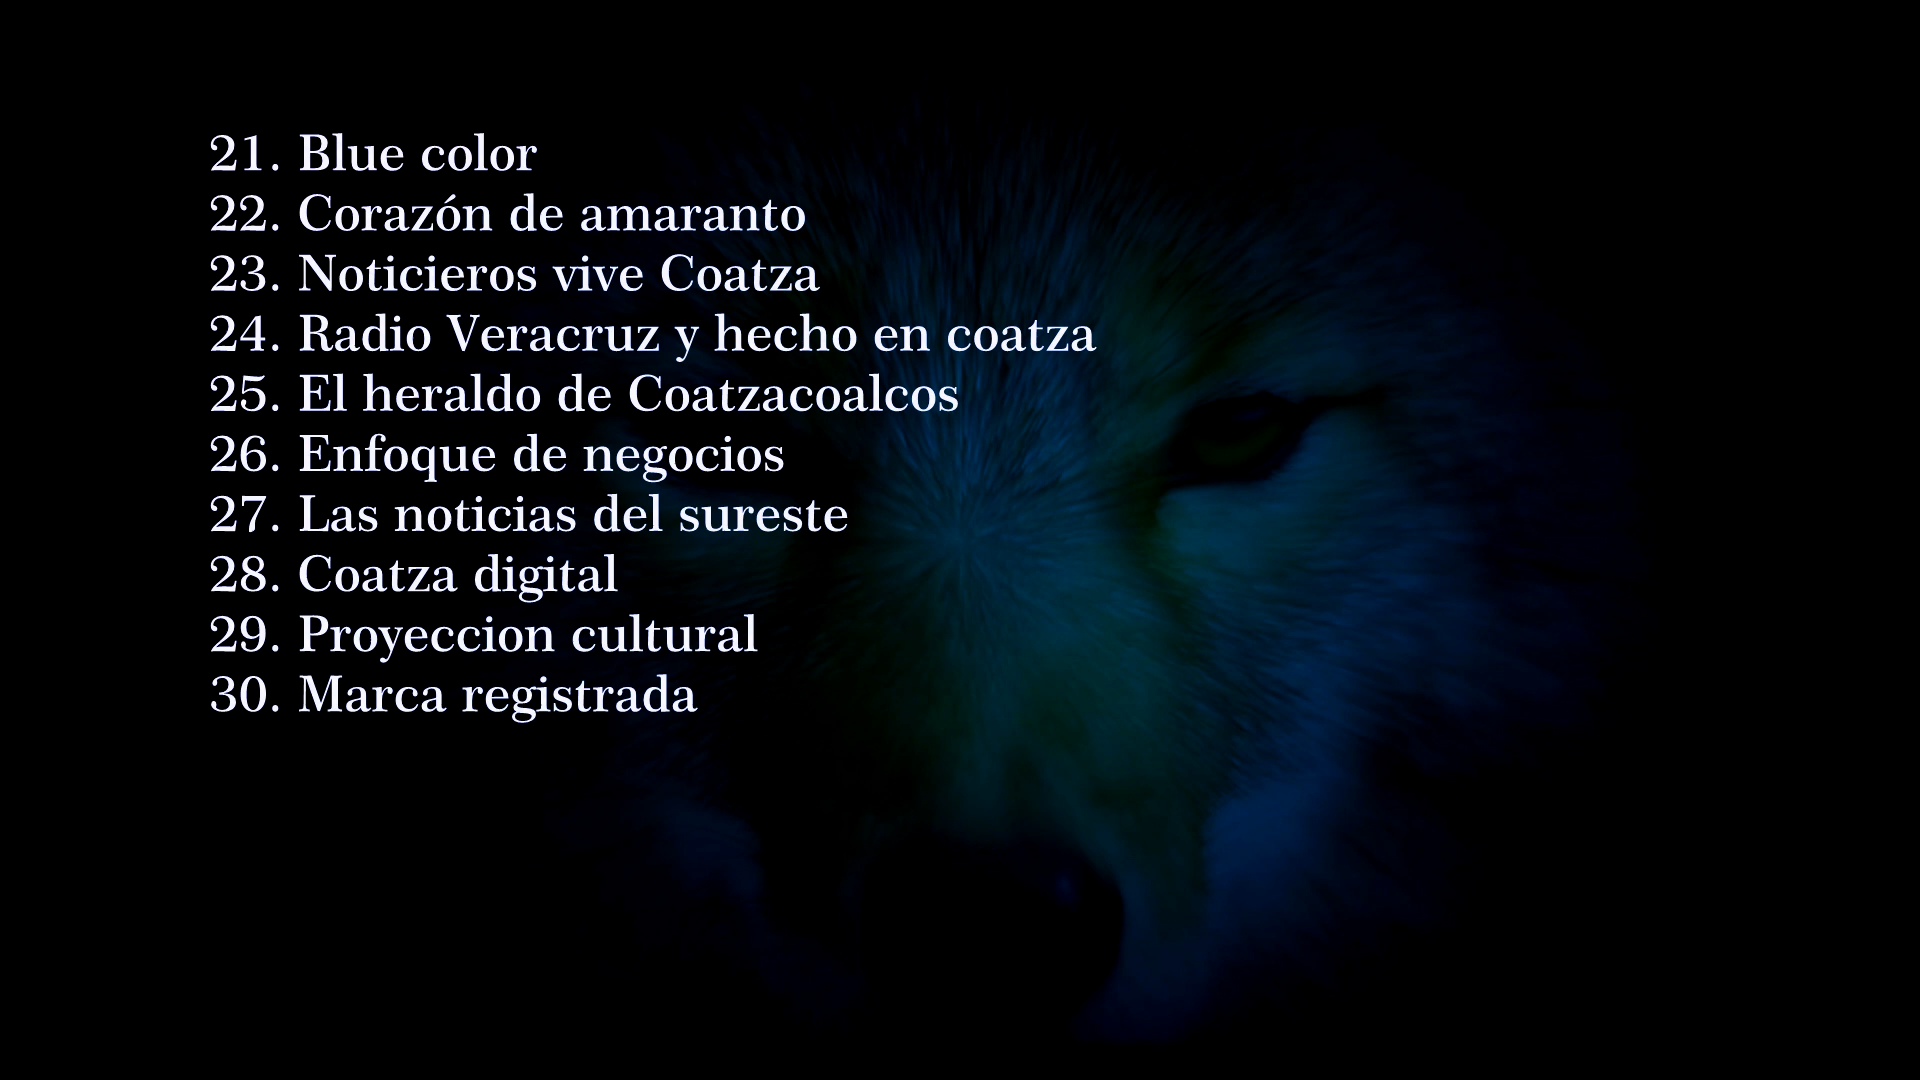 21. Blue color
22. Corazón de amaranto
23. Noticieros vive Coatza
24. Radio Veracruz y hecho en coatza
25. El heraldo de Coatzacoalcos
26. Enfoque de negocios
27. Las noticias del sureste
28. Coatza digital
29. Proyeccion cultural
30. Marca registrada